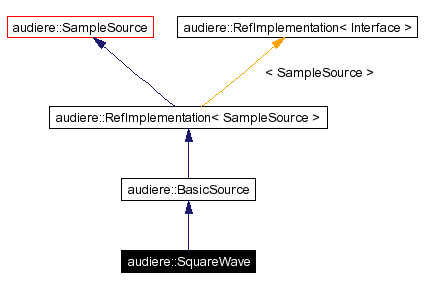 audiere::SampleSource
audiere::RefImplementation< Interface >
< SampleSource >
audiere::RefImplementation< SampleSource >
audiere::BasicSource
audiere::SquareWave